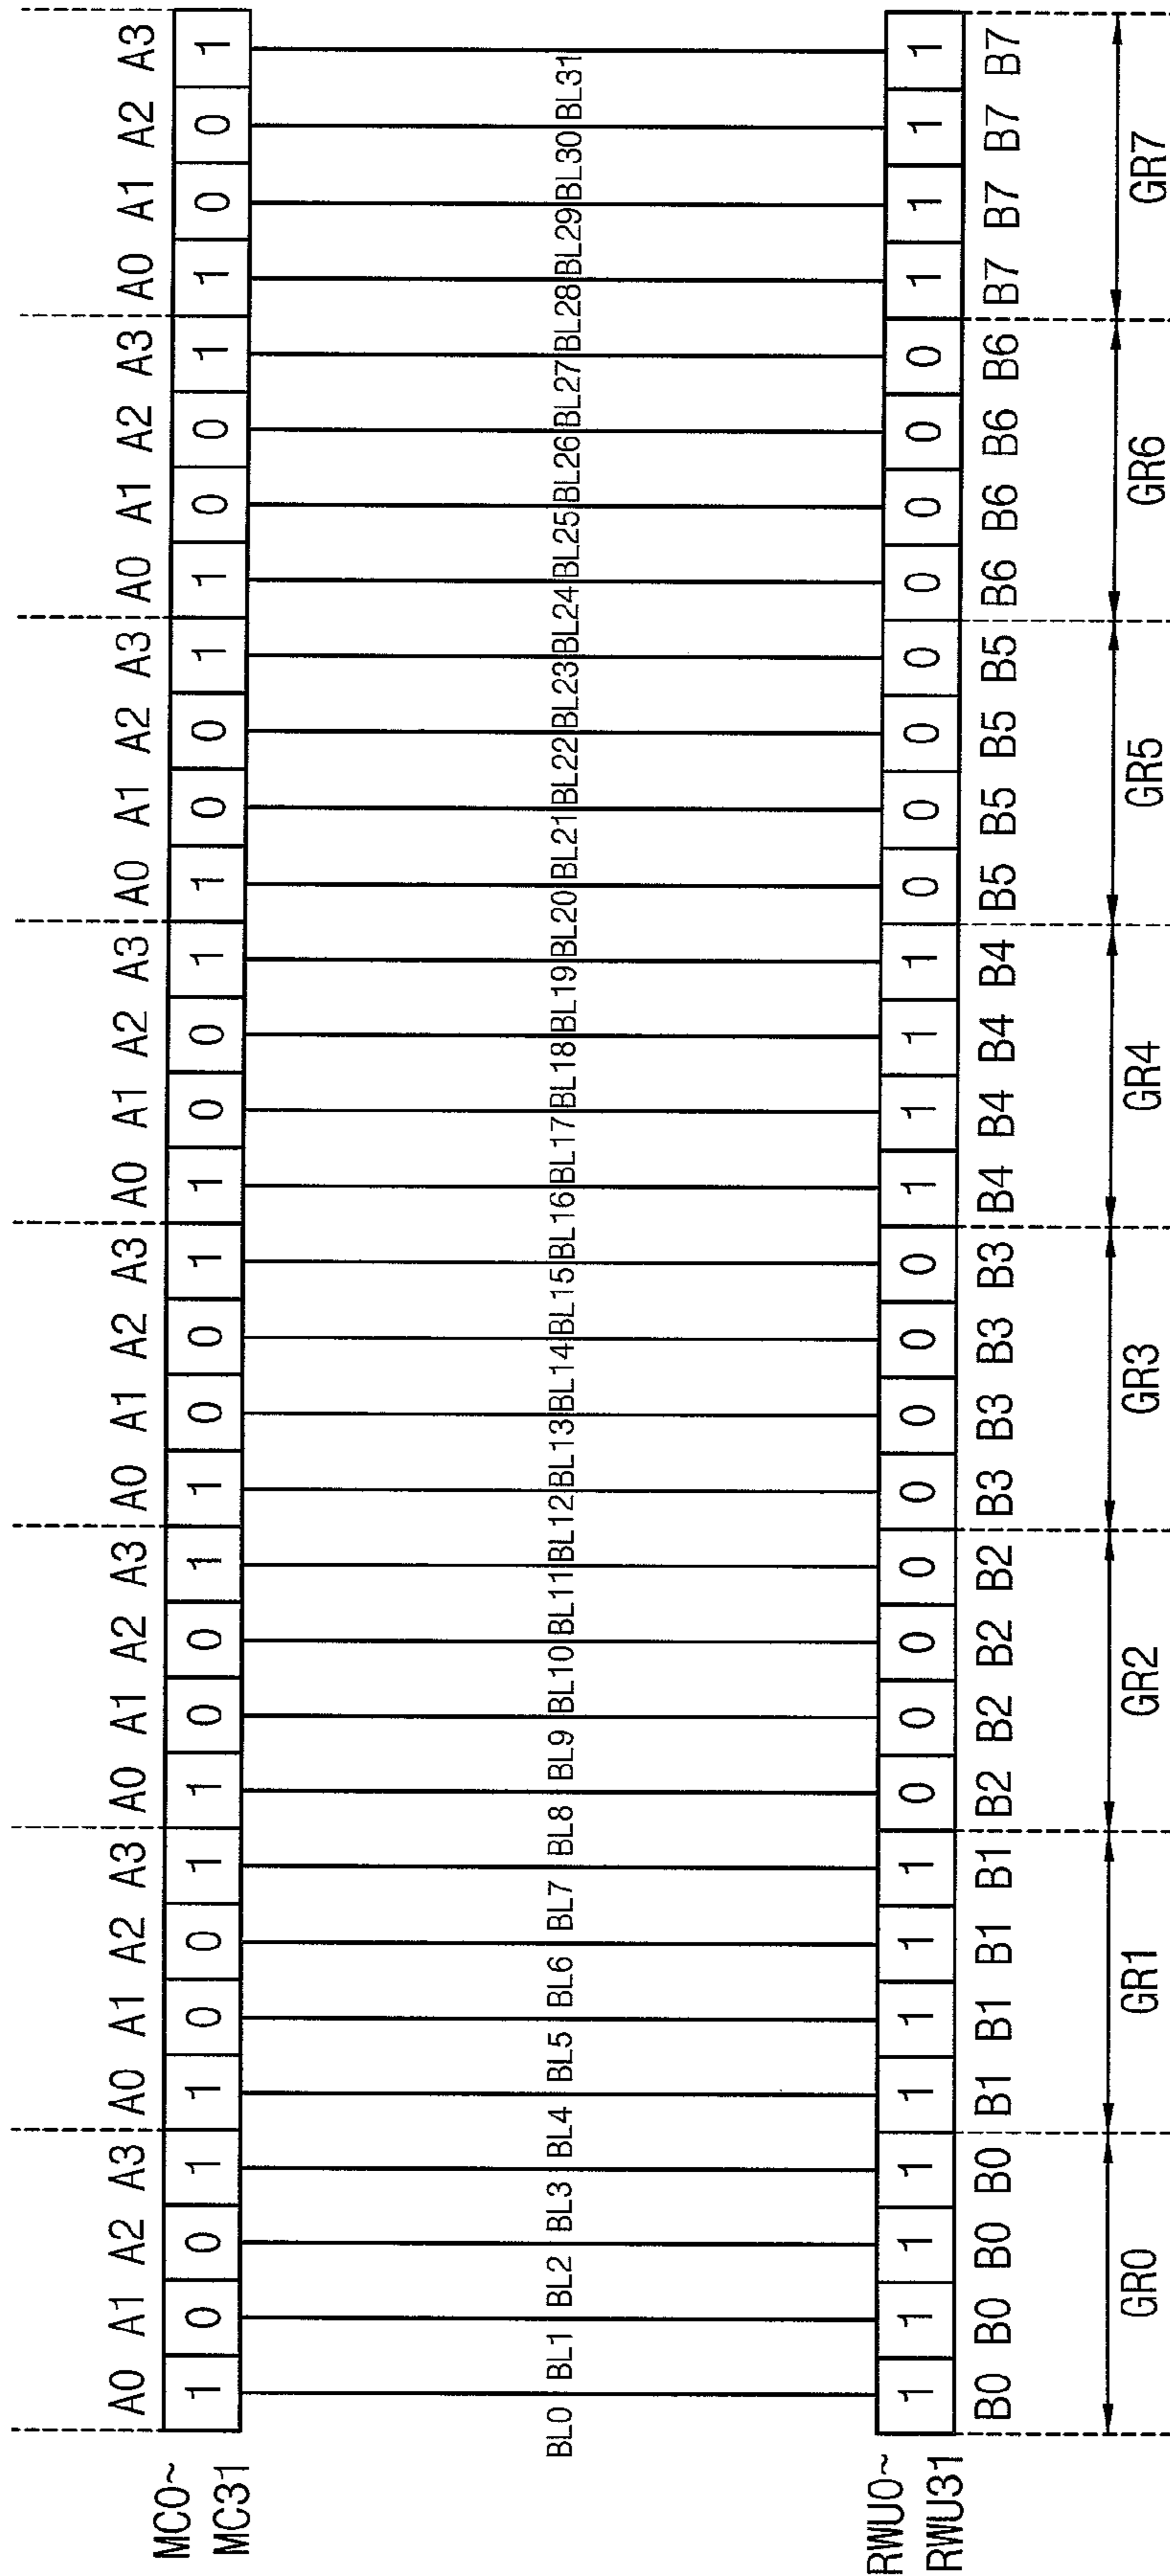 A0 A1 A2 A3 A0 A1 A2 A3 A0 A1 A2 A3 A0 A1 A2 A3 A0 A1 A2 A3 A0 A1 A2 A3 A0 A1 A2 A3 A0 A1 A2 A3
MC0~
MC31
1 0 0 1 1 0 0 1 1 0 0 1 1 0 0 1 1 0 0 1 1 0 0 1 1 0 0 1 1 0 0 1
BL0 BL1 BL2 BL3 BL4 BL5 BL6 BL7 BL8 BL9 BL10 BL11 BL12 BL13 BL14 BL15 BL16 BL17 BL18 BL19 BL20 BL21 BL22 BL23 BL24 BL25 BL26 BL27 BL28 BL29 BL30 BL31
RWU0~
RWU31
1 1 1 1 1 1 1 1 0 0 0 0 0 0 0 0 1 1 1 1 0 0 0 0 0 0 0 0 1 1 1 1
B0 B0 B0 B0 B1 B1 B1 B1 B2 B2 B2 B2 B3 B3 B3 B3 B4 B4 B4 B4 B5 B5 B5 B5 B6 B6 B6 B6 B7 B7 B7 B7
GR0 GR1 GR2 GR3 GR4 GR5 GR6 GR7